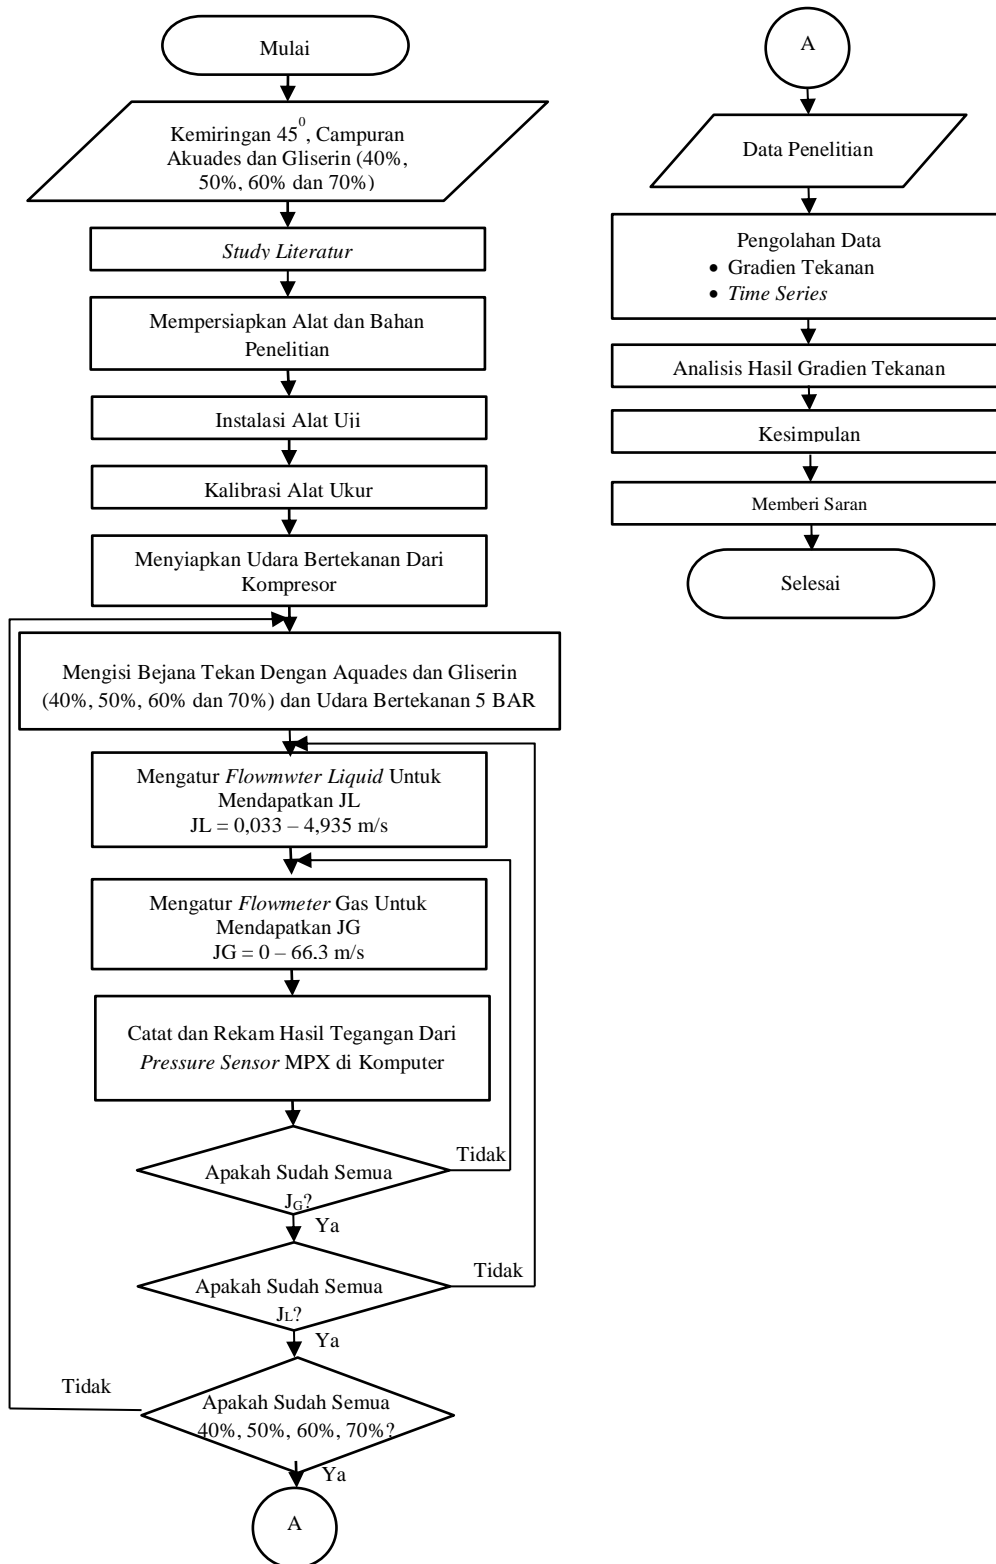 Mulai
Kemiringan 45⁰, Campuran
Akuades dan Gliserin (40%,
50%, 60% dan 70%)
Study Literatur
Mempersiapkan Alat dan Bahan
Penelitian
Instalasi Alat Uji
Kalibrasi Alat Ukur
Menyiapkan Udara Bertekanan Dari
Kompresor
Mengisi Bejana Tekan Dengan Aquades dan Gliserin
(40%, 50%, 60% dan 70%) dan Udara Bertekanan 5 BAR
Mengatur Flowmwter Liquid Untuk
Mendapatkan JL
JL = 0,033 – 4,935 m/s
Mengatur Flowmeter Gas Untuk
Mendapatkan JG
JG = 0 – 66,3 m/s
Catat dan Rekam Hasil Tegangan Dari
Pressure Sensor MPX di Komputer
Apakah Sudah Semua
JG?
Tidak
Ya
Apakah Sudah Semua
JL?
Tidak
Ya
Apakah Sudah Semua
40%, 50%, 60%, 70%?
Tidak
Ya
A
A
Data Penelitian
Pengolahan Data
• Gradien Tekanan
• Time Series
Analisis Hasil Gradien Tekanan
Kesimpulan
Memberi Saran
Selesai